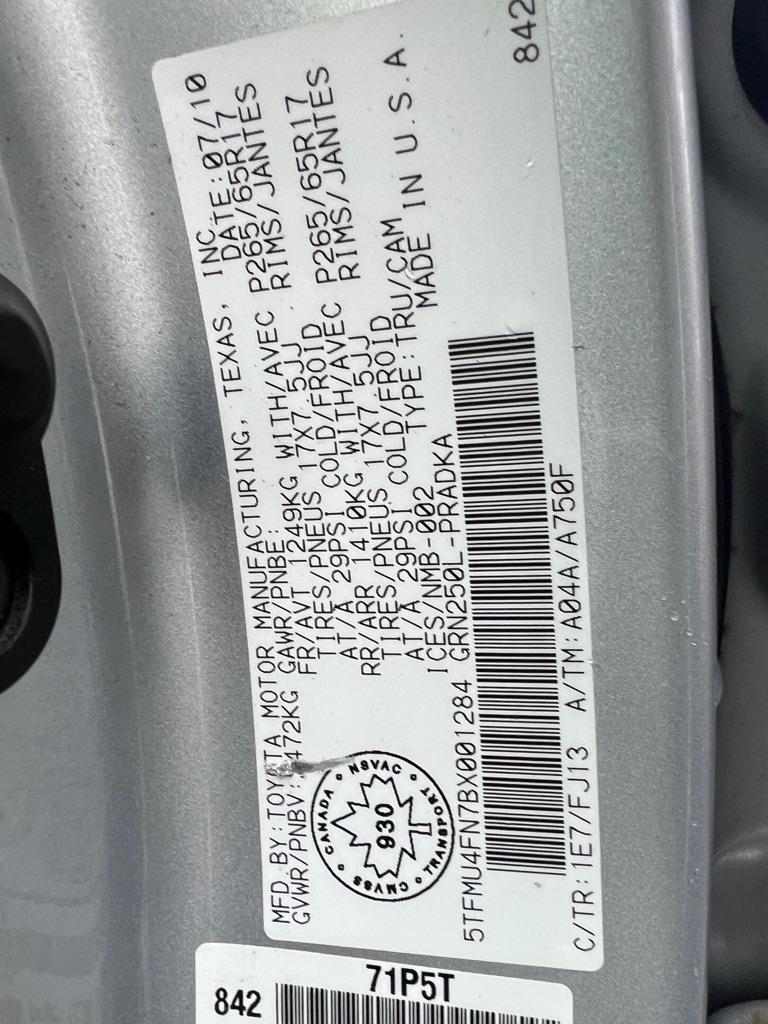 MFD.BY:TOYOTA MOTOR MANUFACTURING, TEXAS, INC.
DATE:07/10
GVWR/PNBV: 472KG GAWR/PNBE:
P265/65R17
FR/AVT 1249KG WITH/AVEC RIMS/JANTES
TIRES/PNEUS 17X7.5JJ
AT/A 29PSI COLD/FROID
P265/65R17
RR/ARR 1410KG WITH/AVEC RIMS/JANTES
TIRES/PNEUS 17X7.5JJ
AT/A 29PSI COLD/FROID
ICES/NMB-002 TYPE:TRU/CAM
MADE IN U.S.A.
CANADA NSVAC TRANSPORT CMVSS
930
5TFMU4FN7BX001284 GRN250L-PRADKA
C/TR:1E7/FJ13 A/TM:A04A/A750F
842
71P5T
842